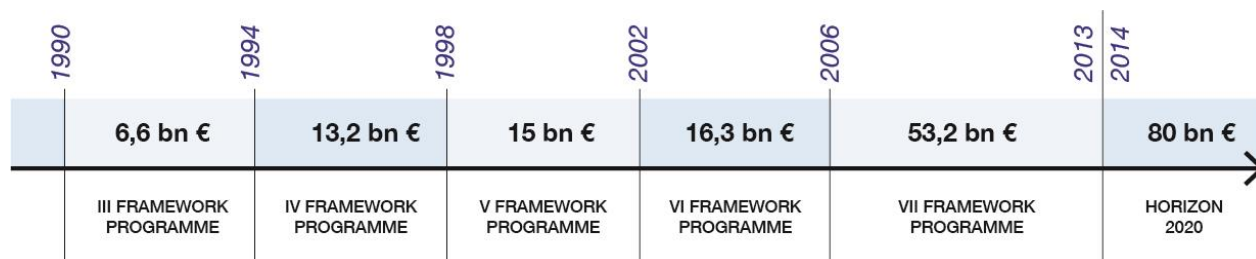 1990
1994
1998
2002
2006
2013
2014
6,6 bn €
13,2 bn €
15 bn €
16,3 bn €
53,2 bn €
80 bn €
III FRAMEWORK
PROGRAMME
IV FRAMEWORK
PROGRAMME
V FRAMEWORK
PROGRAMME
VI FRAMEWORK
PROGRAMME
VII FRAMEWORK
PROGRAMME
HORIZON
2020